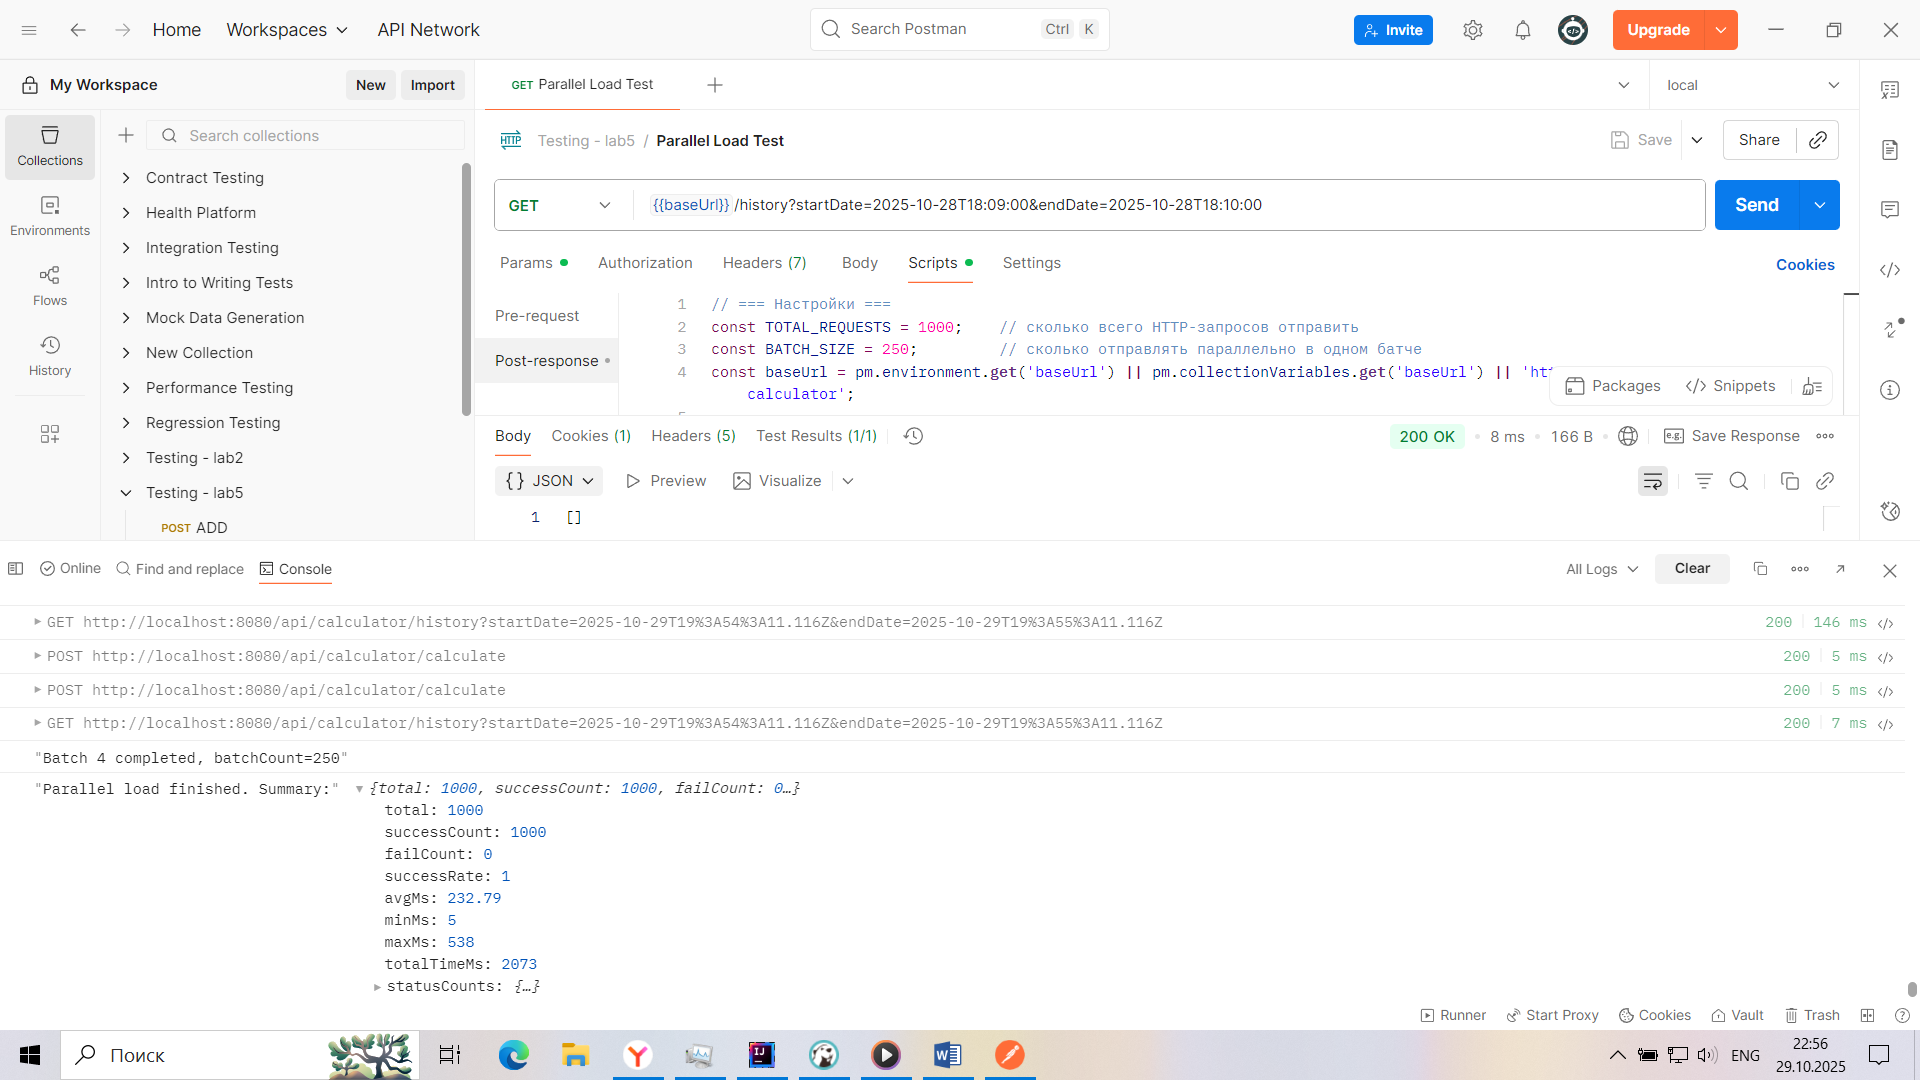 Home Workspaces API Network Search Postman Ctrl K Invite Upgrade
My Workspace New Import GET Parallel Load Test local
Collections
Environments
Flows
History
Search collections
Contract Testing
Health Platform
Integration Testing
Intro to Writing Tests
Mock Data Generation
New Collection
Performance Testing
Regression Testing
Testing - lab2
Testing - lab5
POST ADD
HTTP Testing - lab5 / Parallel Load Test Save Share
GET {{baseUrl}}/history?startDate=2025-10-28T18:09:00&endDate=2025-10-28T18:10:00 Send
Params Authorization Headers (7) Body Scripts Settings Cookies
Pre-request
Post-response
1 // === Настройки ===
2 const TOTAL_REQUESTS = 1000; // сколько всего HTTP-запросов отправить
3 const BATCH_SIZE = 250; // сколько отправлять параллельно в одном батче
4 const baseUrl = pm.environment.get('baseUrl') || pm.collectionVariables.get('baseUrl') || 'ht
calculator';
Packages </> Snippets
Body Cookies (1) Headers (5) Test Results (1/1) 200 OK 8 ms 166 B e.g. Save Response
{} JSON Preview Visualize
1 []
Online Find and replace Console All Logs Clear
GET http://localhost:8080/api/calculator/history?startDate=2025-10-29T19%3A54%3A11.116Z&endDate=2025-10-29T19%3A55%3A11.116Z 200 146 ms
POST http://localhost:8080/api/calculator/calculate 200 5 ms
POST http://localhost:8080/api/calculator/calculate 200 5 ms
GET http://localhost:8080/api/calculator/history?startDate=2025-10-29T19%3A54%3A11.116Z&endDate=2025-10-29T19%3A55%3A11.116Z 200 7 ms
"Batch 4 completed, batchCount=250"
"Parallel load finished. Summary:" {total: 1000, successCount: 1000, failCount: 0…}
total: 1000
successCount: 1000
failCount: 0
successRate: 1
avgMs: 232.79
minMs: 5
maxMs: 538
totalTimeMs: 2073
statusCounts: {…}
Runner Start Proxy Cookies Vault Trash
Поиск ENG 22:56
29.10.2025